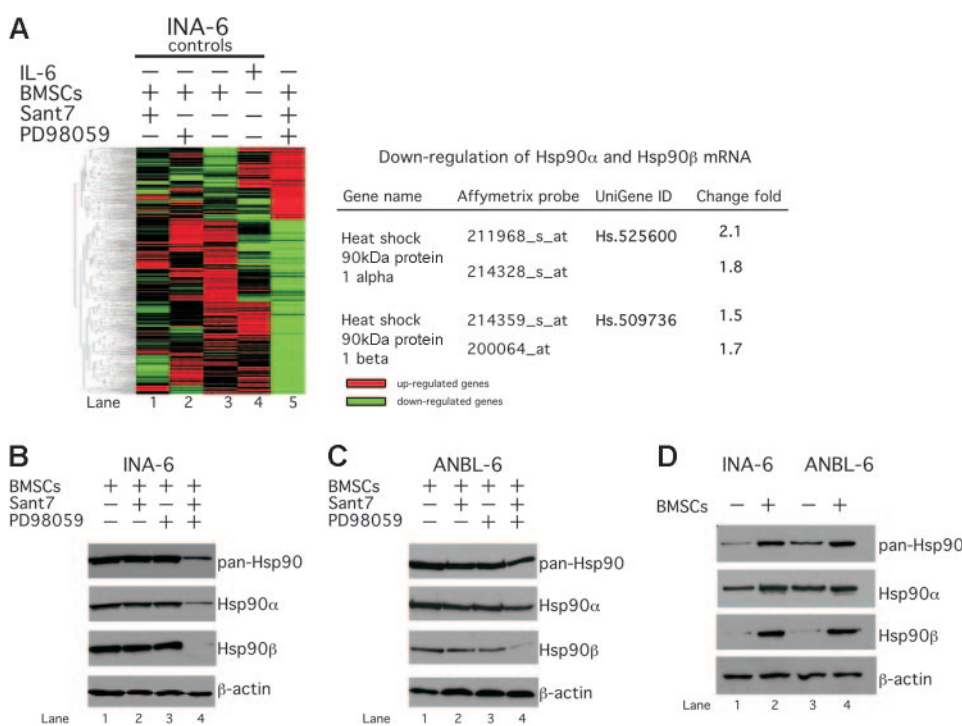 A
INA-6
controls
IL-6 − − − + −
BMSCs + + + − +
Sant7 + − − − +
PD98059 − + − − +
Lane 1 2 3 4 5
Down-regulation of Hsp90α and Hsp90β mRNA
Gene name Affymetrix probe UniGene ID Change fold
Heat shock 90kDa protein 1 alpha
211968_s_at Hs.525600 2.1
214328_s_at 1.8
Heat shock 90kDa protein 1 beta
214359_s_at Hs.509736 1.5
200064_at 1.7
up-regulated genes
down-regulated genes
B
INA-6
BMSCs + + + +
Sant7 − + − +
PD98059 − − + +
pan-Hsp90
Hsp90α
Hsp90β
β-actin
Lane 1 2 3 4
C
ANBL-6
BMSCs + + + +
Sant7 − + − +
PD98059 − − + +
pan-Hsp90
Hsp90α
Hsp90β
β-actin
Lane 1 2 3 4
D
INA-6 ANBL-6
BMSCs − + − +
pan-Hsp90
Hsp90α
Hsp90β
β-actin
Lane 1 2 3 4